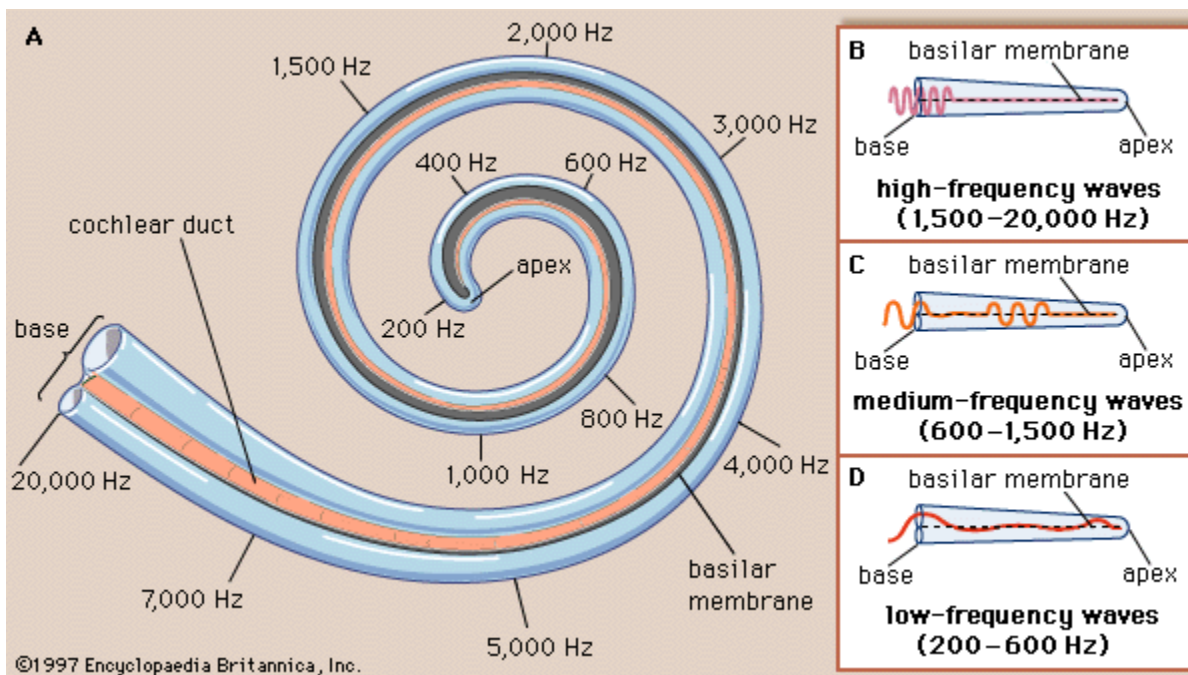 A
2,000 Hz
1,500 Hz
3,000 Hz
400 Hz
600 Hz
cochlear duct
apex
200 Hz
base
800 Hz
1,000 Hz
4,000 Hz
20,000 Hz
7,000 Hz
basilar
membrane
5,000 Hz
©1997 Encyclopaedia Britannica, Inc.
B
basilar membrane
base
apex
high-frequency waves
(1,500–20,000 Hz)
C
basilar membrane
base
apex
medium-frequency waves
(600–1,500 Hz)
D
basilar membrane
base
apex
low-frequency waves
(200–600 Hz)